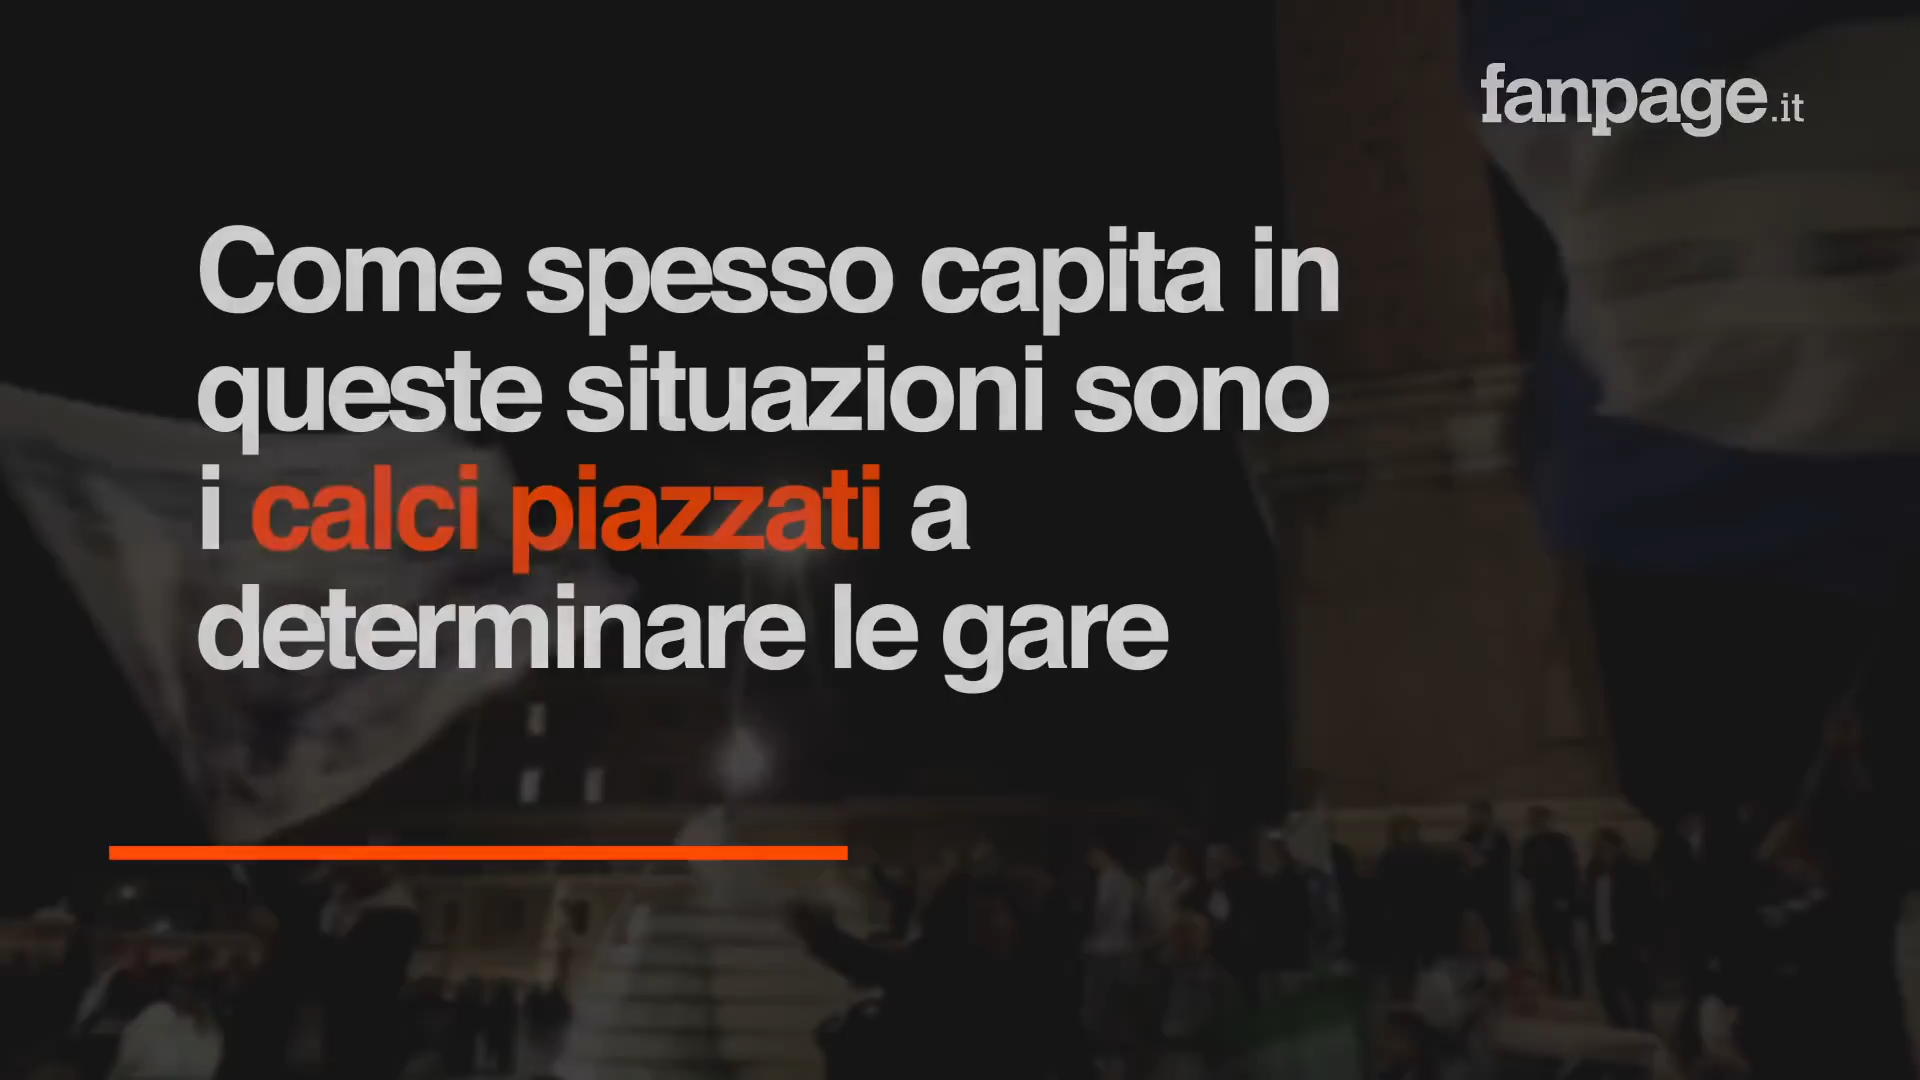 fanpage.it
Come spesso capita in
queste situazioni sono
i calci piazzati a
determinare le gare